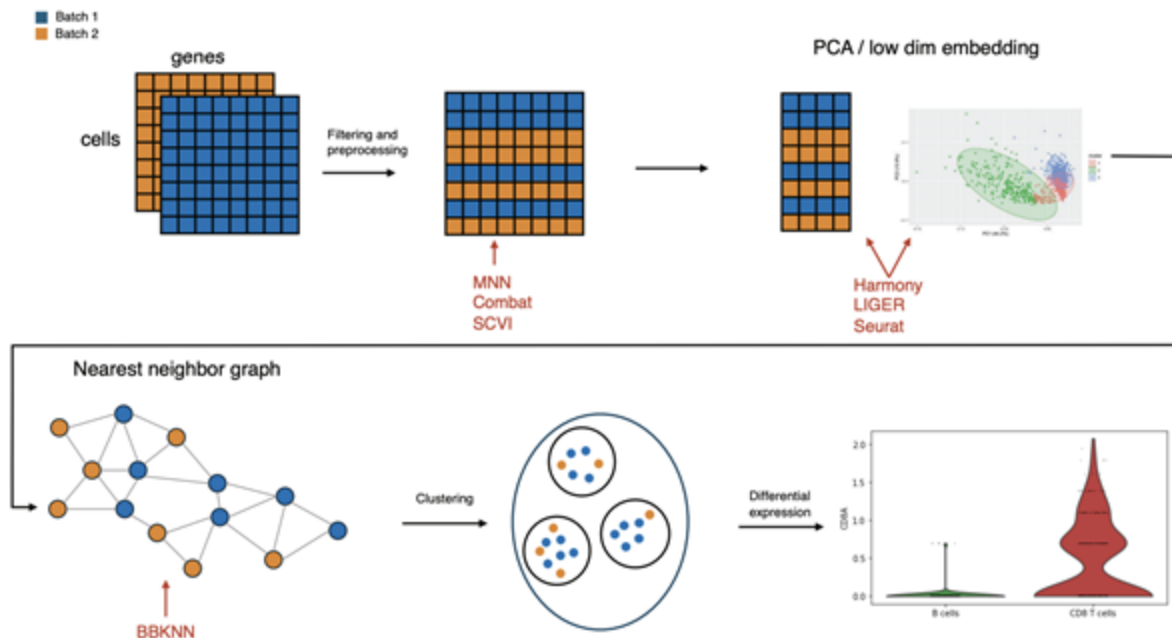 Batch 1
Batch 2
genes
cells
Filtering and
preprocessing
MNN
Combat
SCVI
PCA / low dim embedding
Harmony
LIGER
Seurat
Nearest neighbor graph
BBKNN
Clustering
Differential
expression
CD8A
2.0
1.5
1.0
0.5
0.0
B cells
CD8 T cells